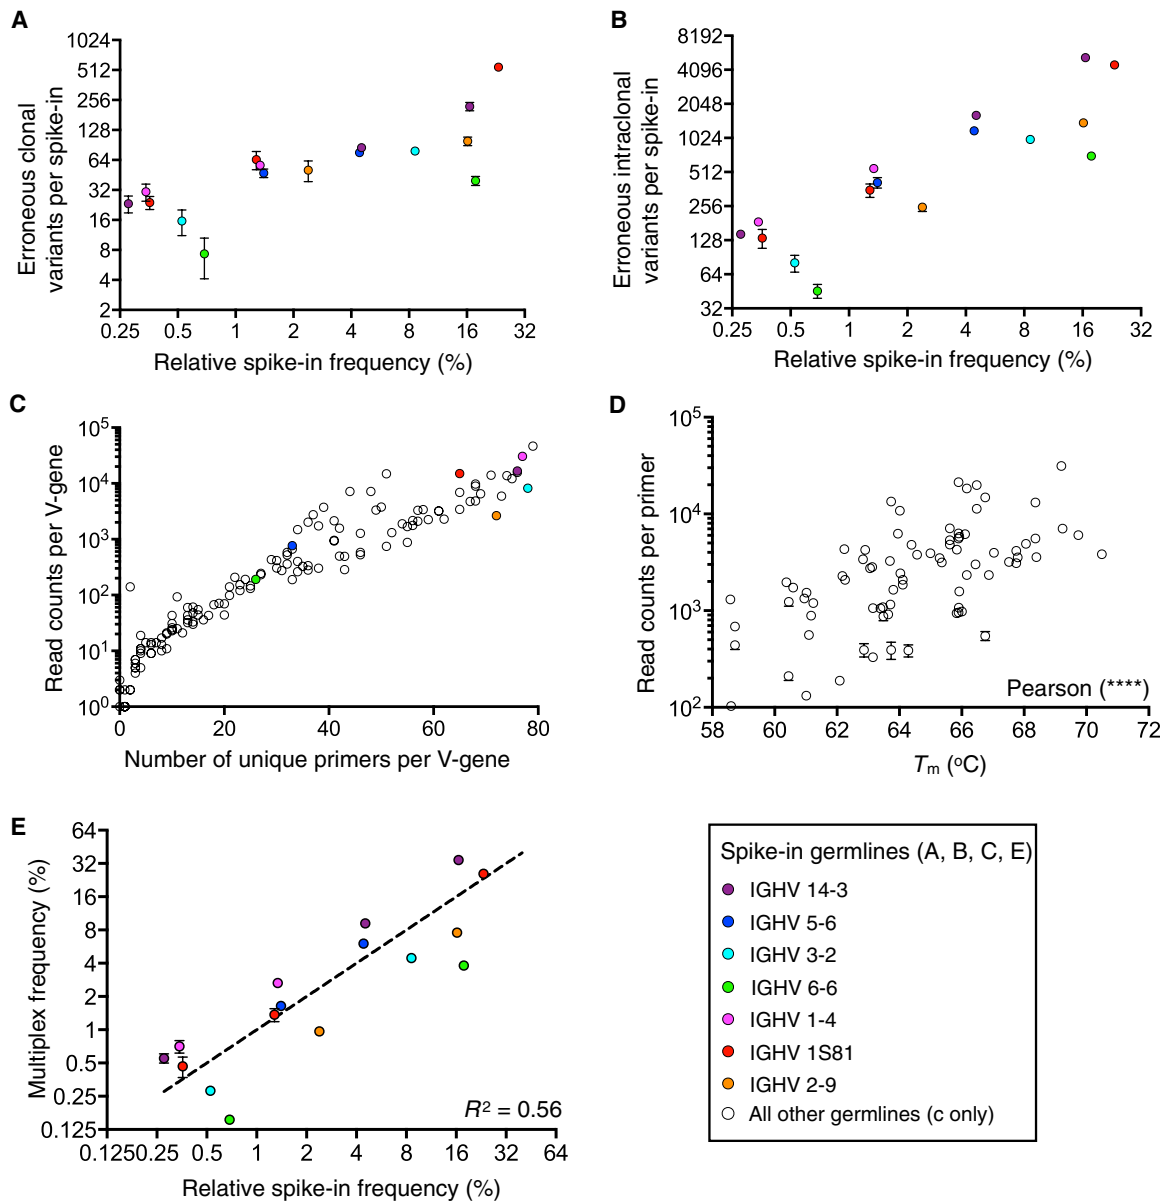 A
Erroneous clonal
variants per spike-in
1024
512
256
128
64
32
16
8
4
2
0.25 0.5 1 2 4 8 16 32
Relative spike-in frequency (%)
B
Erroneous intraclonal
variants per spike-in
8192
4096
2048
1024
512
256
128
64
32
0.25 0.5 1 2 4 8 16 32
Relative spike-in frequency (%)
C
Read counts per V-gene
10⁵
10⁴
10³
10²
10¹
10⁰
0 20 40 60 80
Number of unique primers per V-gene
D
Read counts per primer
10⁵
10⁴
10³
10²
Pearson (****)
58 60 62 64 66 68 70 72
Tm (ºC)
E
Multiplex frequency (%)
64
32
16
8
4
2
1
0.5
0.25
0.125
R² = 0.56
0.125 0.25 0.5 1 2 4 8 16 32 64
Relative spike-in frequency (%)
Spike-in germlines (A, B, C, E)
IGHV 14-3
IGHV 5-6
IGHV 3-2
IGHV 6-6
IGHV 1-4
IGHV 1S81
IGHV 2-9
All other germlines (c only)